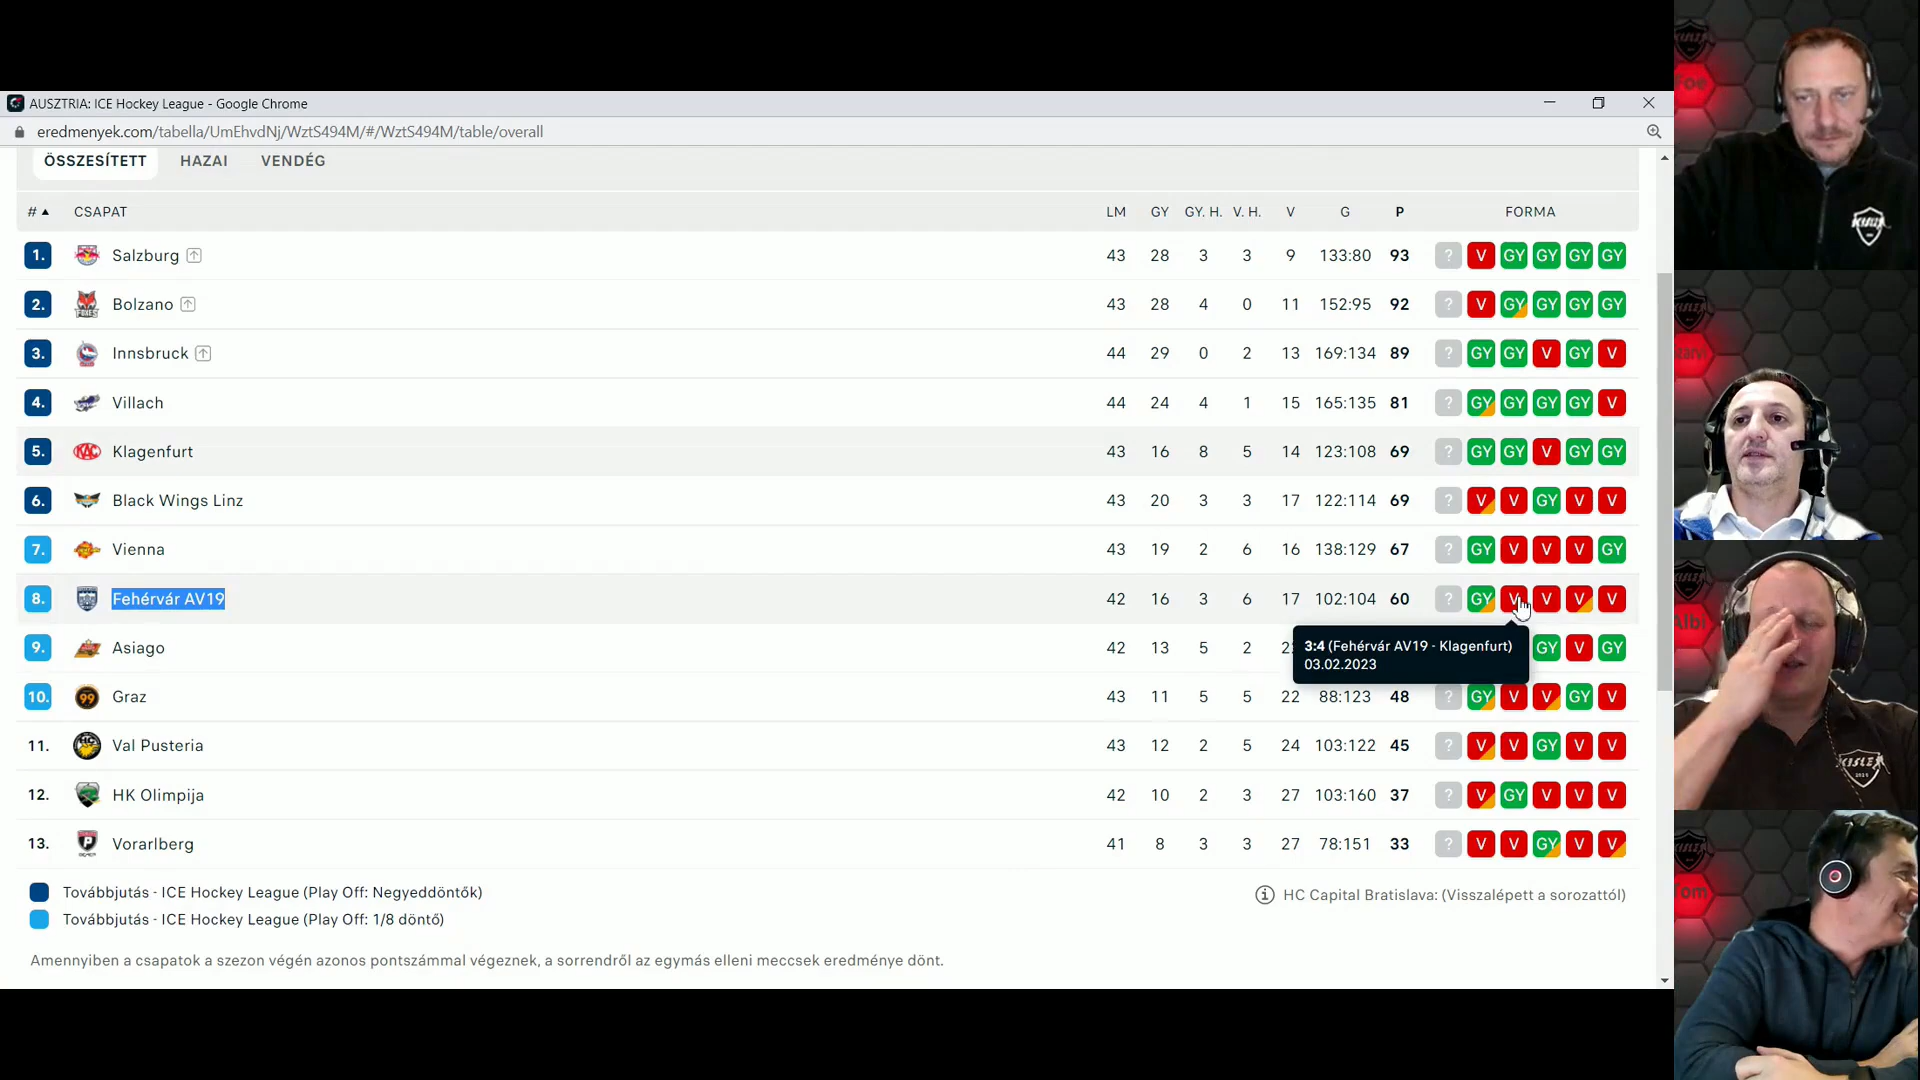 AUSZTRIA: ICE Hockey League - Google Chrome
eredmenyek.com/tabella/UmEhvdNj/WztS494M/#/WztS494M/table/overall
ÖSSZESÍTETT HAZAI VENDÉG
# CSAPAT LM GY GY. H. V. H. V G P FORMA
1. Salzburg 43 28 3 3 9 133:80 93 ? V GY GY GY GY
2. Bolzano 43 28 4 0 11 152:95 92 ? V GY GY GY GY
3. Innsbruck 44 29 0 2 13 169:134 89 ? GY GY V GY V
4. Villach 44 24 4 1 15 165:135 81 ? GY GY GY GY V
5. KAC Klagenfurt 43 16 8 5 14 123:108 69 ? GY GY V GY GY
6. Black Wings Linz 43 20 3 3 17 122:114 69 ? V V GY V V
7. Vienna 43 19 2 6 16 138:129 67 ? GY V V V GY
8. Fehérvár AV19 42 16 3 6 17 102:104 60 ? GY V V V V
9. Asiago 42 13 5 2 GY V GY
3:4 (Fehérvár AV19 - Klagenfurt)
03.02.2023
10. 99 Graz 43 11 5 5 22 88:123 48 ? GY V V GY V
11. HC Val Pusteria 43 12 2 5 24 103:122 45 ? V V GY V V
12. HK Olimpija 42 10 2 3 27 103:160 37 ? V GY V V V
13. P Vorarlberg 41 8 3 3 27 78:151 33 ? V V GY V V
Továbbjutás - ICE Hockey League (Play Off: Negyeddöntők)
HC Capital Bratislava: (Visszalépett a sorozattól)
Továbbjutás - ICE Hockey League (Play Off: 1/8 döntő)
Amennyiben a csapatok a szezon végén azonos pontszámmal végeznek, a sorrendről az egymás elleni meccsek eredménye dönt.